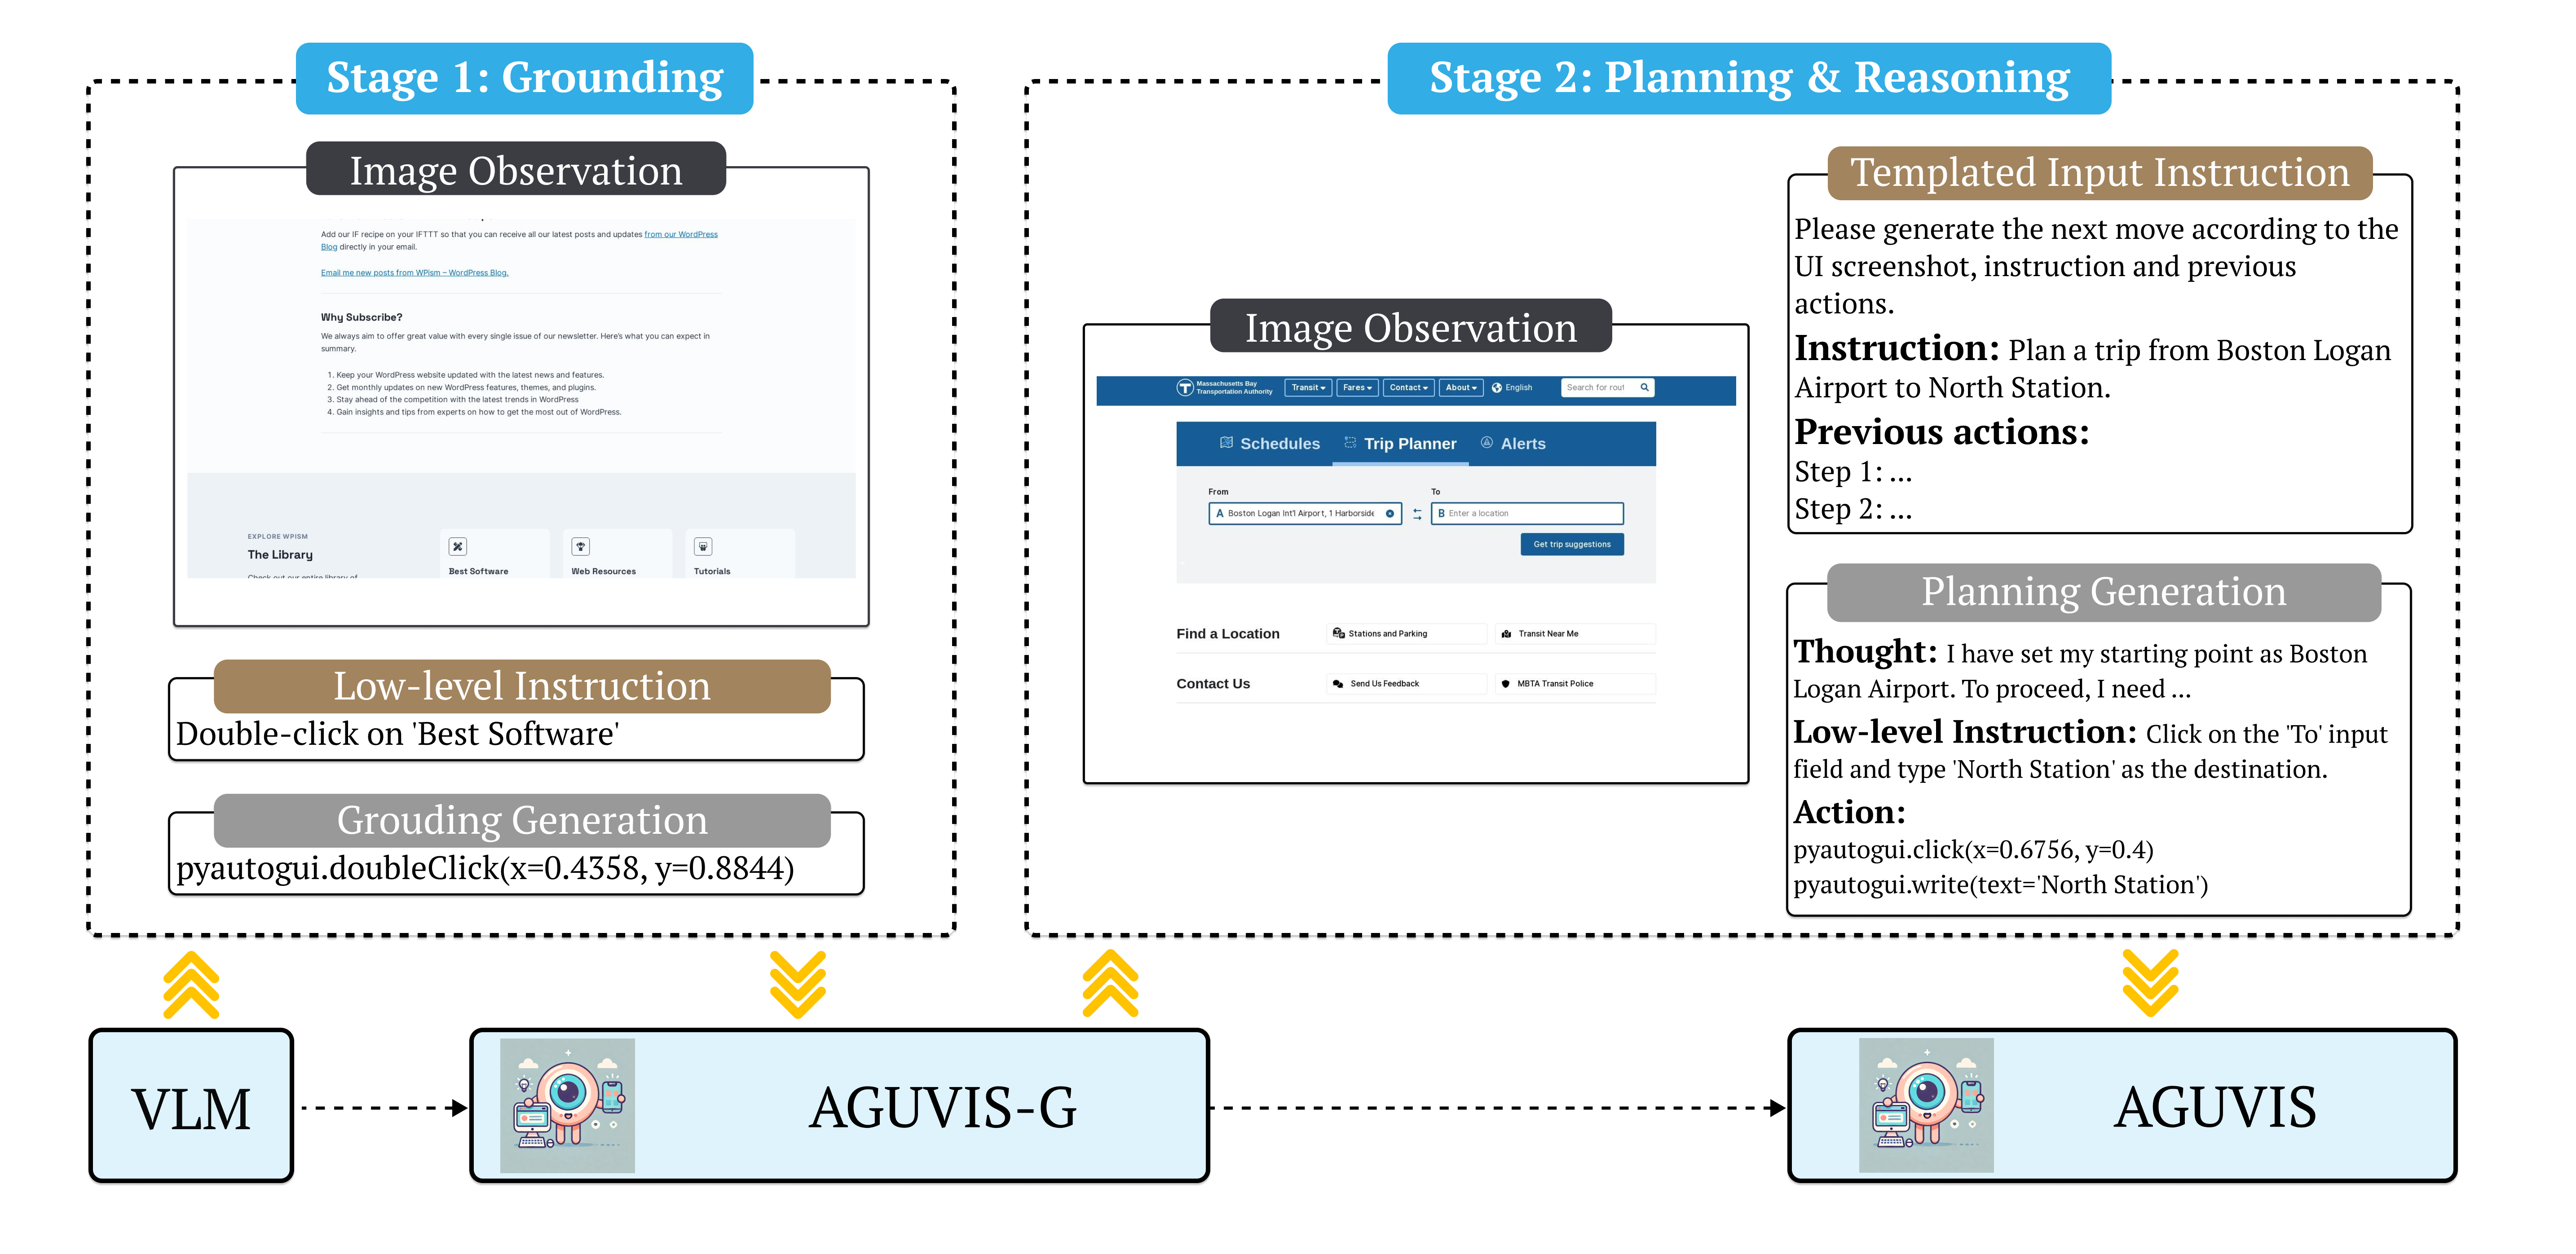 Stage 1: Grounding
Image Observation
Add our IF recipe on your IFTTT so that you can receive all our latest posts and updates from our WordPress
Blog directly in your email.
Email me new posts from WPism – WordPress Blog.
Why Subscribe?
We always aim to offer great value with every single issue of our newsletter. Here's what you can expect in
summary.
1. Keep your WordPress website updated with the latest news and features.
2. Get monthly updates on new WordPress features, themes, and plugins.
3. Stay ahead of the competition with the latest trends in WordPress
4. Gain insights and tips from experts on how to get the most out of WordPress.
EXPLORE WPISM
The Library
Check out our entire library of
Best Software
Web Resources
Tutorials
Low-level Instruction
Double-click on 'Best Software'
Grouding Generation
pyautogui.doubleClick(x=0.4358, y=0.8844)
Stage 2: Planning & Reasoning
Image Observation
Massachusetts Bay
Transportation Authority
Transit
Fares
Contact
About
English
Search for rout
Schedules
Trip Planner
Alerts
From
To
A Boston Logan Int'l Airport, 1 Harborside
B Enter a location
Get trip suggestions
Find a Location
Stations and Parking
Transit Near Me
Contact Us
Send Us Feedback
MBTA Transit Police
Templated Input Instruction
Please generate the next move according to the
UI screenshot, instruction and previous
actions.
Instruction: Plan a trip from Boston Logan
Airport to North Station.
Previous actions:
Step 1: ...
Step 2: ...
Planning Generation
Thought: I have set my starting point as Boston
Logan Airport. To proceed, I need ...
Low-level Instruction: Click on the 'To' input
field and type 'North Station' as the destination.
Action:
pyautogui.click(x=0.6756, y=0.4)
pyautogui.write(text='North Station')
VLM
AGUVIS-G
AGUVIS